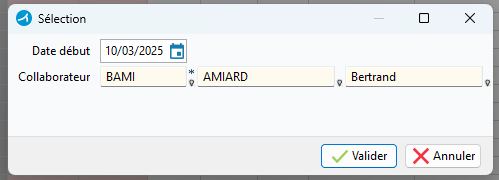 Sélection
Date début 10/03/2025
Collaborateur BAMI * AMIARD Bertrand
Valider Annuler